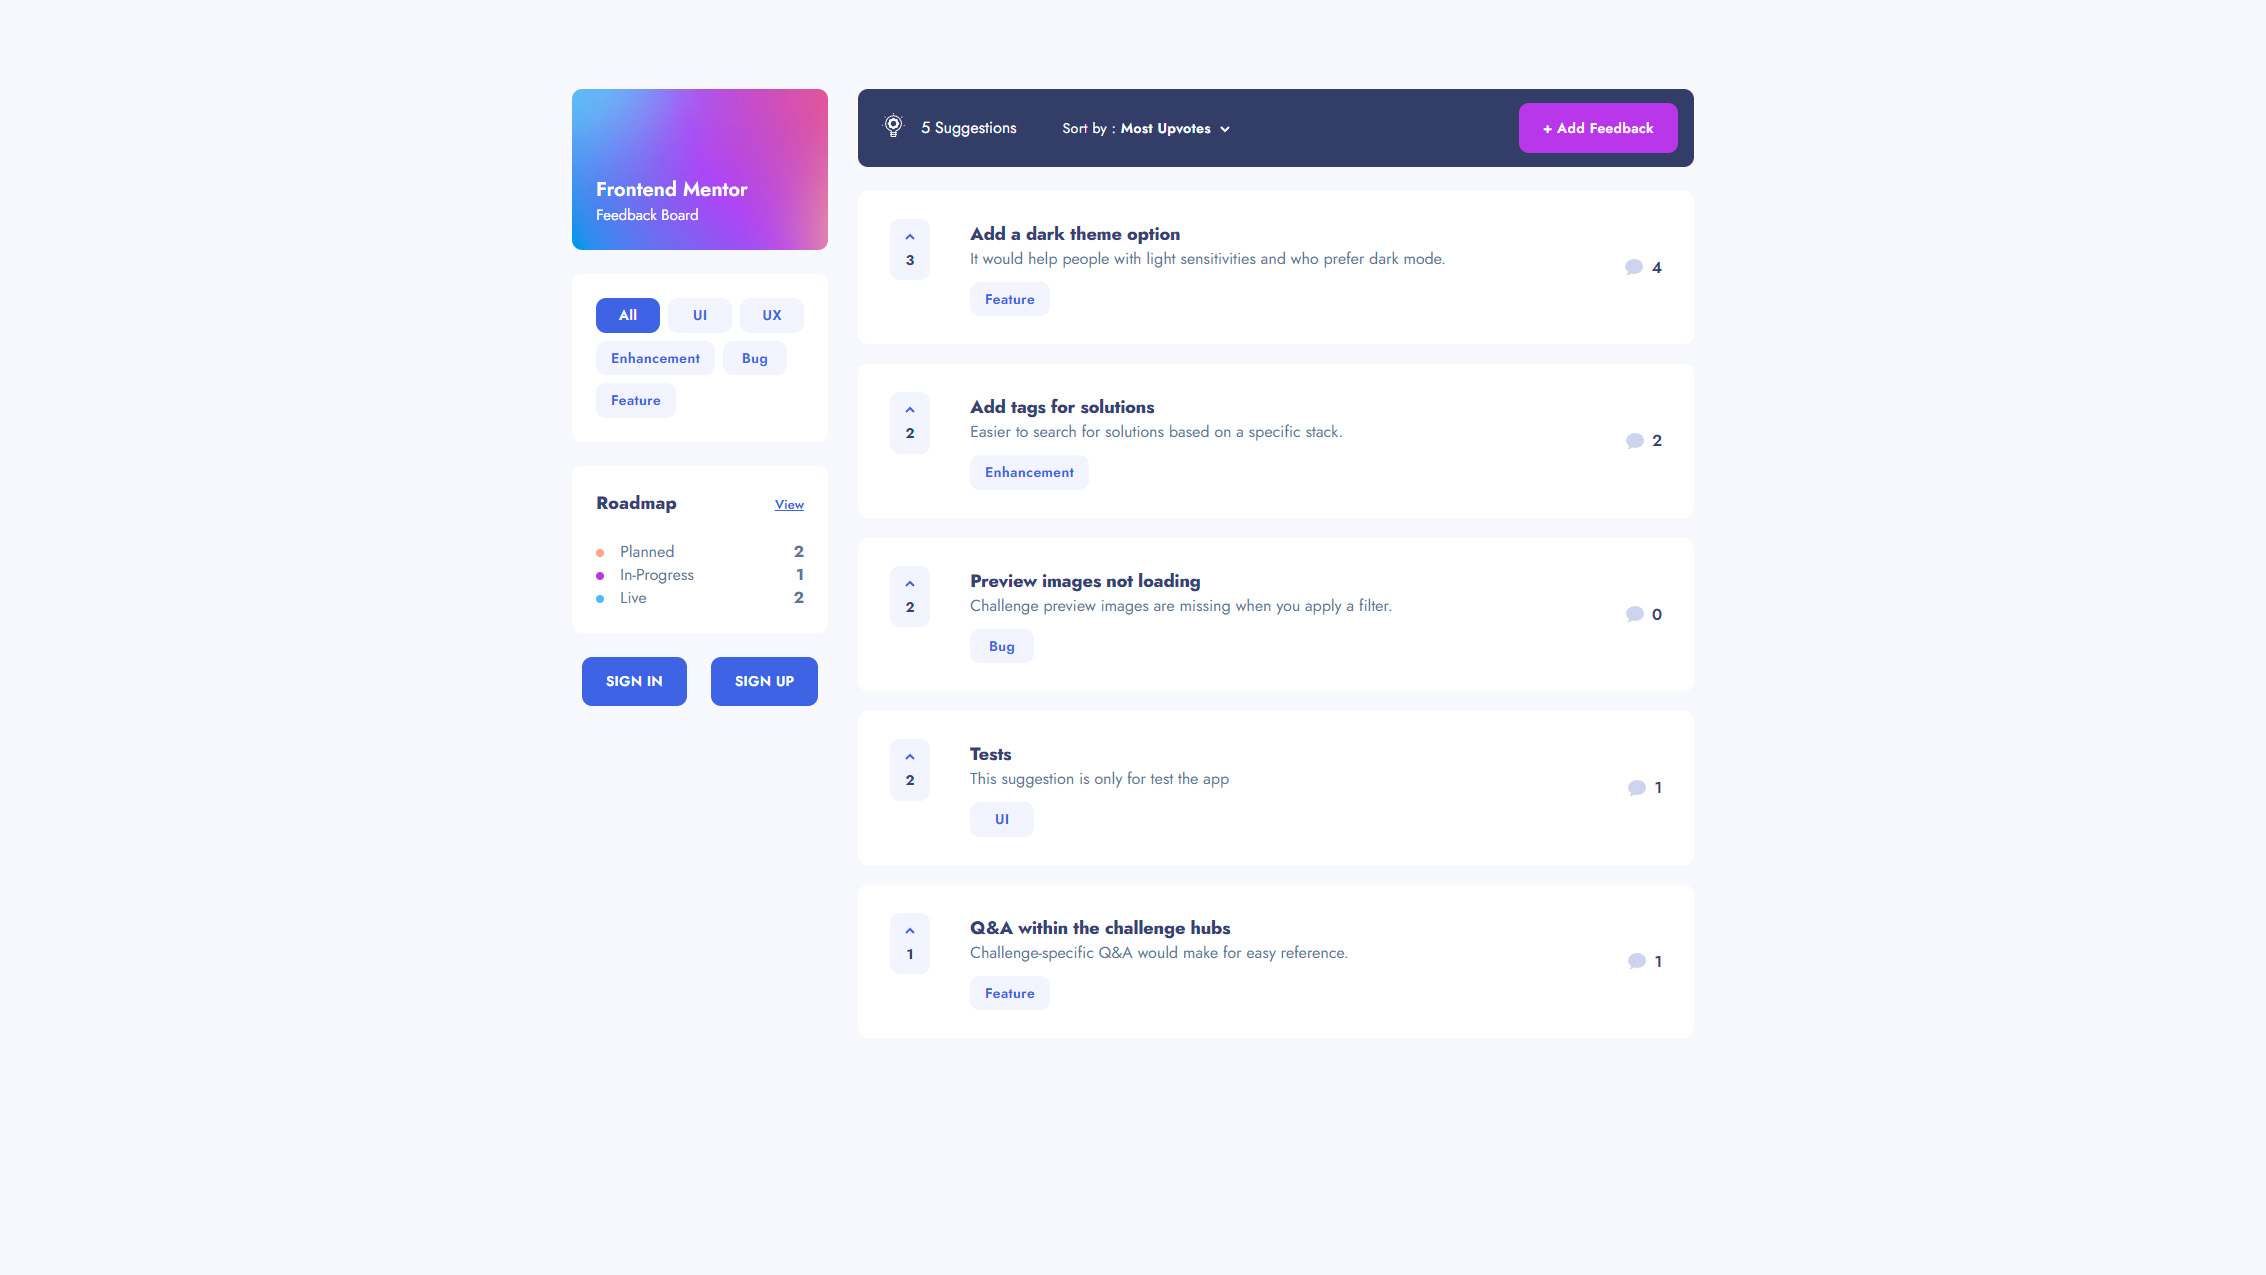 Frontend Mentor
Feedback Board
All UI UX
Enhancement Bug
Feature
Roadmap View
Planned 2
In-Progress 1
Live 2
SIGN IN SIGN UP
5 Suggestions Sort by : Most Upvotes + Add Feedback
3
Add a dark theme option
It would help people with light sensitivities and who prefer dark mode.
Feature
4
2
Add tags for solutions
Easier to search for solutions based on a specific stack.
Enhancement
2
2
Preview images not loading
Challenge preview images are missing when you apply a filter.
Bug
0
2
Tests
This suggestion is only for test the app
UI
1
1
Q&A within the challenge hubs
Challenge-specific Q&A would make for easy reference.
Feature
1